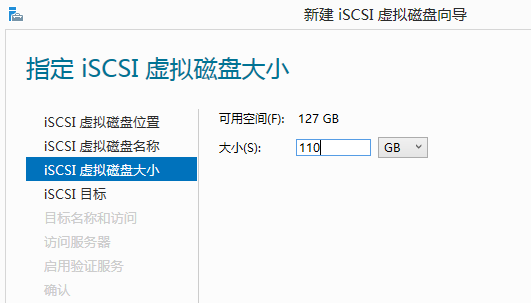 新建 iSCSI 虚拟磁盘向导
指定 iSCSI 虚拟磁盘大小
iSCSI 虚拟磁盘位置
iSCSI 虚拟磁盘名称
iSCSI 虚拟磁盘大小
iSCSI 目标
目标名称和访问
访问服务器
启用验证服务
确认
可用空间(F): 127 GB
大小(S): 110 GB